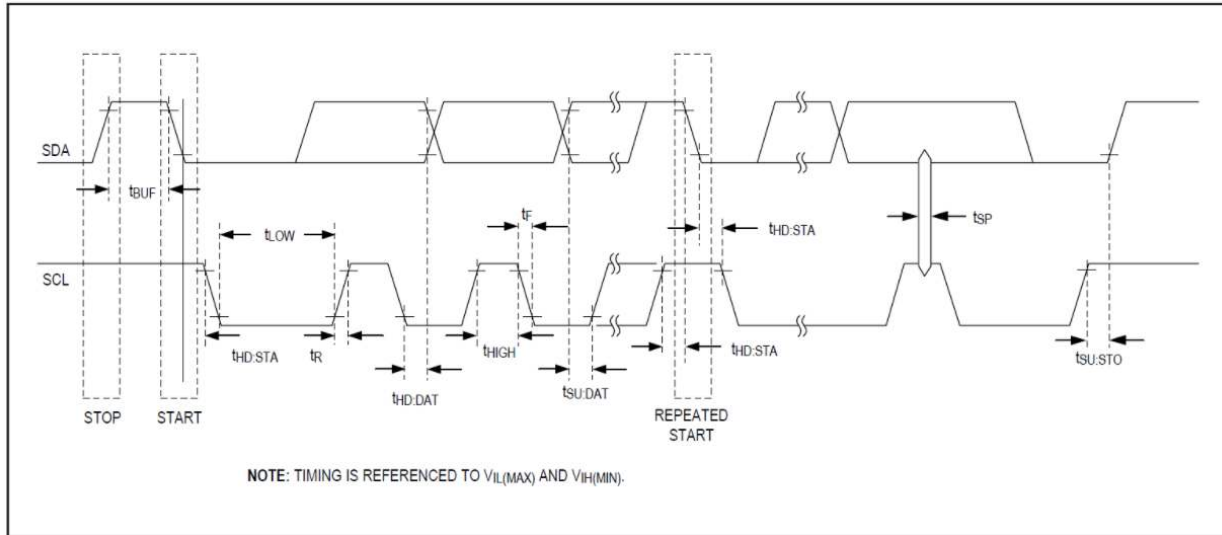 SDA
tBUF
tF
tSP
tLOW
tHD:STA
SCL
tHD:STA
tR
tHIGH
tHD:STA
tSU:STO
tHD:DAT
tSU:DAT
STOP
START
REPEATED
START
NOTE: TIMING IS REFERENCED TO VIL(MAX) AND VIH(MIN).